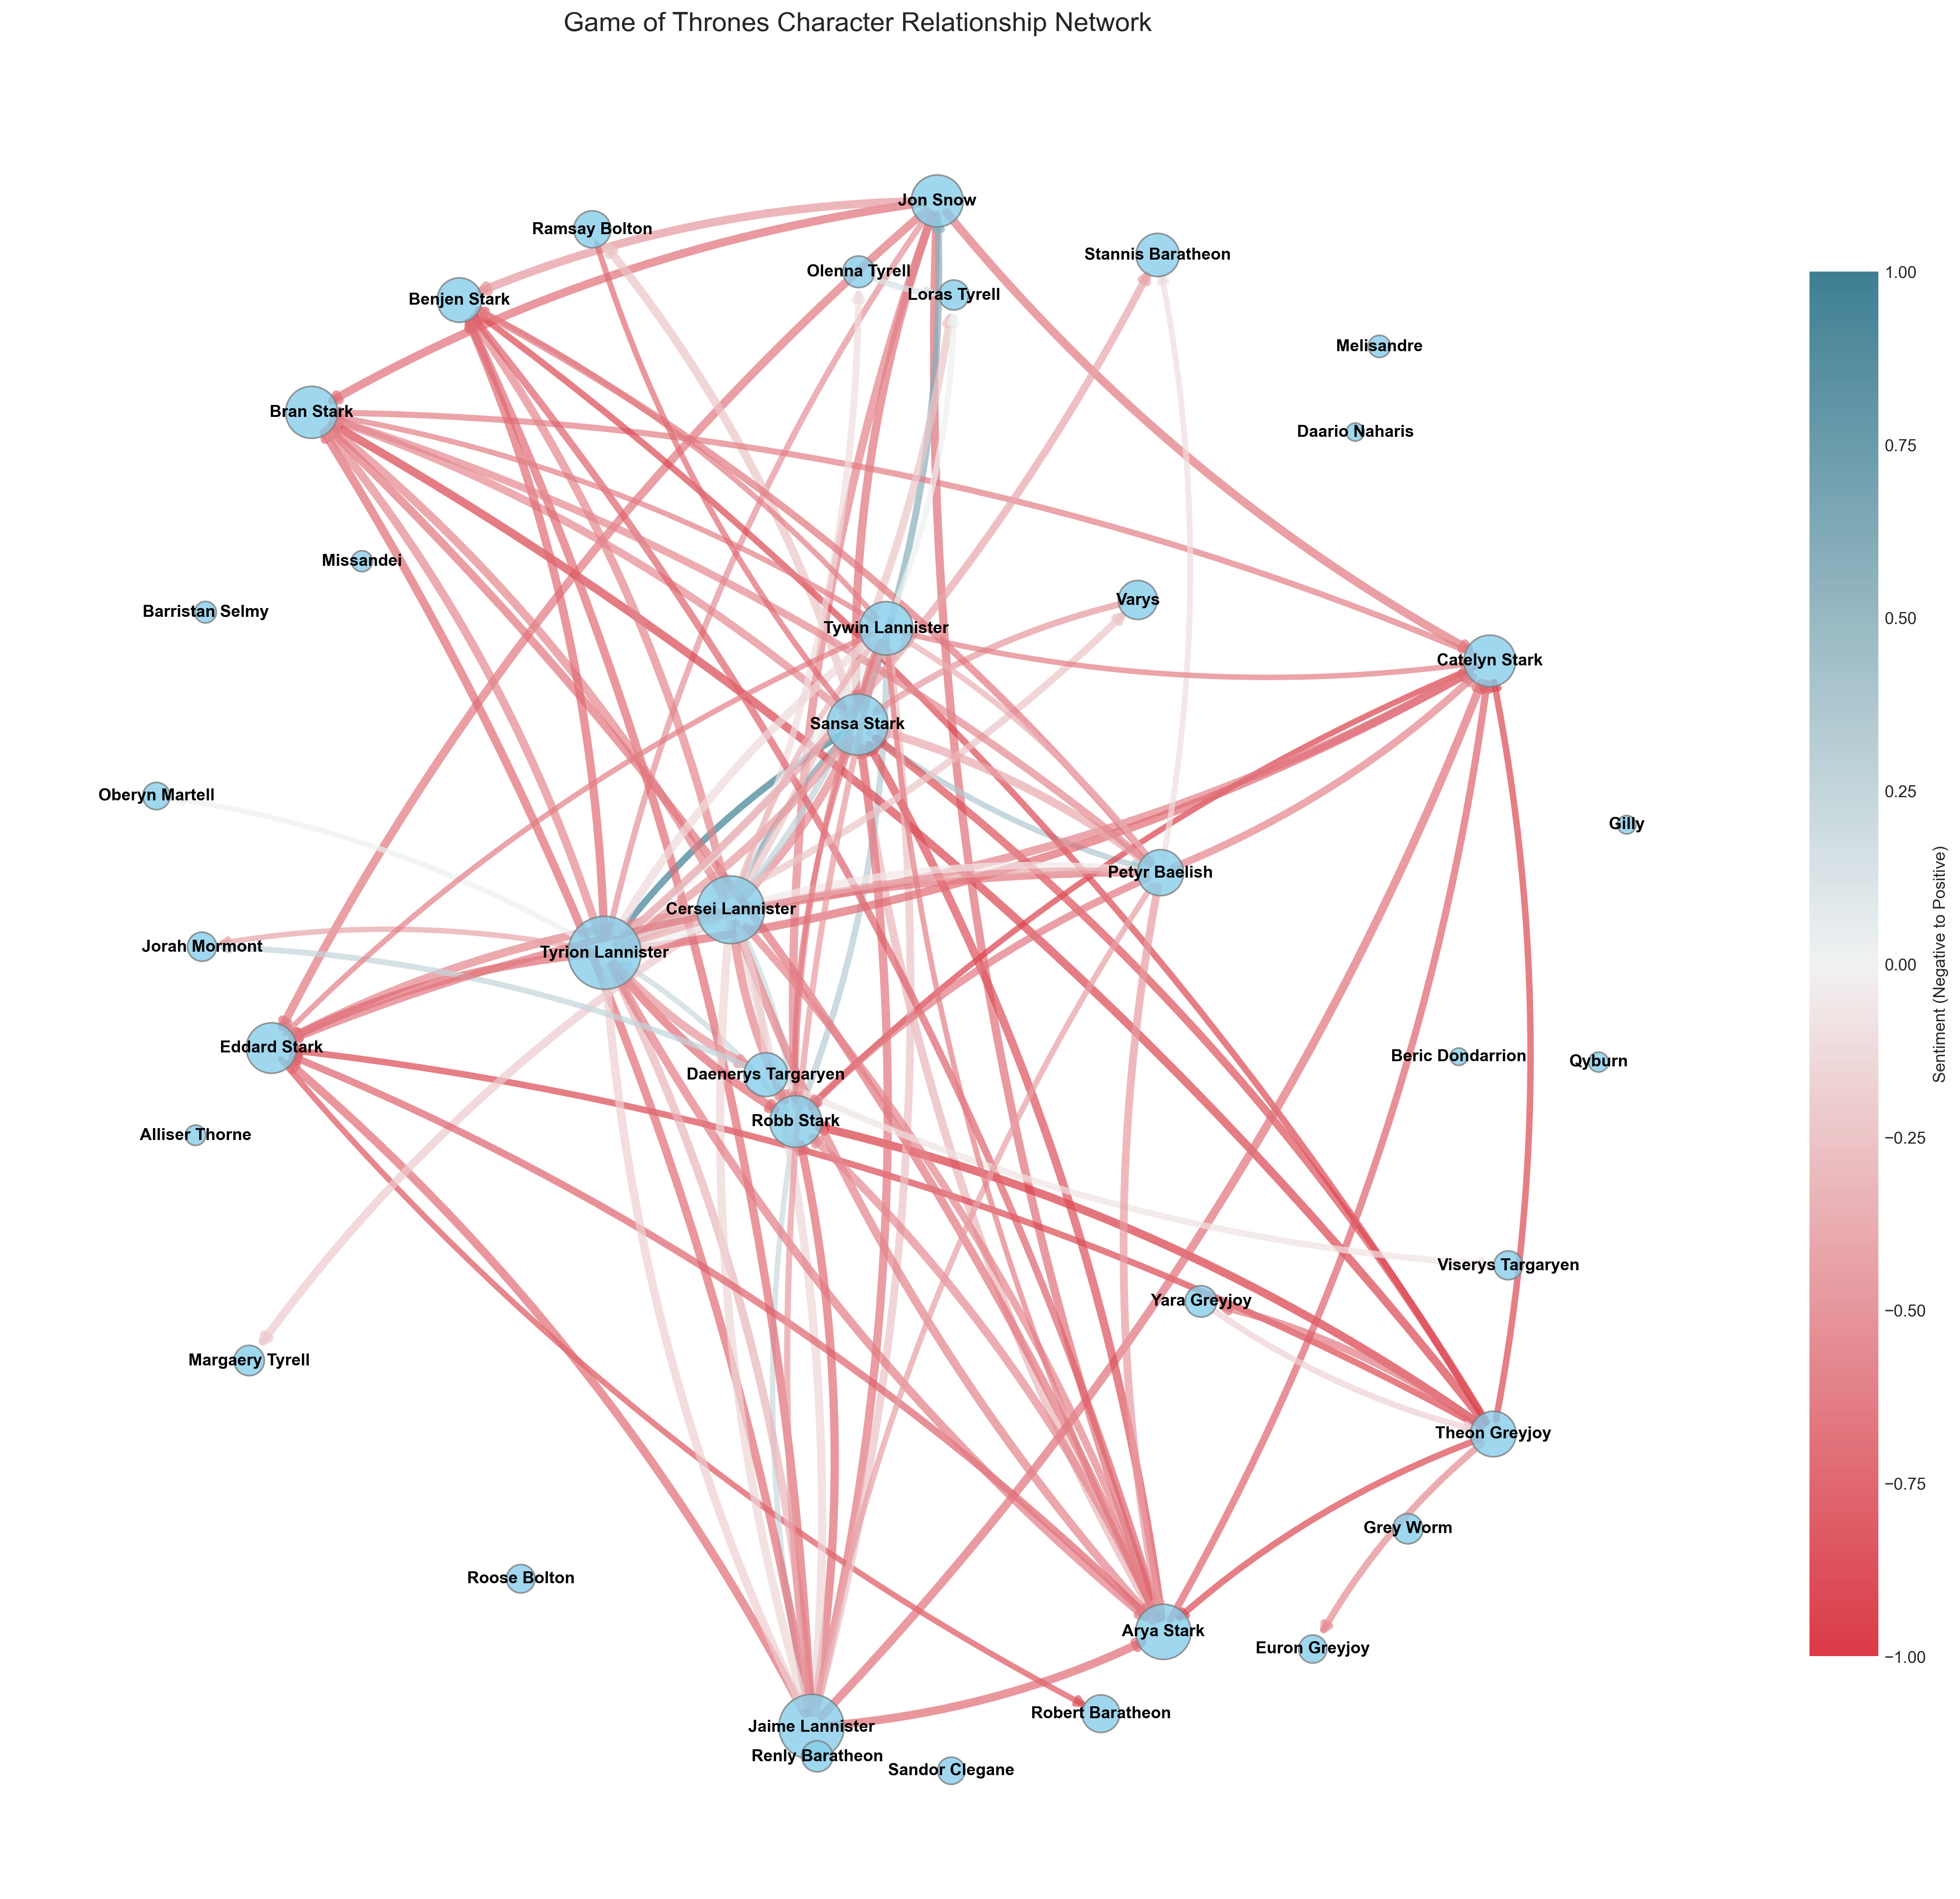 Game of Thrones Character Relationship Network
Jon Snow
Ramsay Bolton
Stannis Baratheon
Olenna Tyrell
Loras Tyrell
Benjen Stark
Melisandre
Bran Stark
Daario Naharis
Missandei
Varys
Barristan Selmy
Tywin Lannister
Catelyn Stark
Sansa Stark
Oberyn Martell
Gilly
Petyr Baelish
Cersei Lannister
Jorah Mormont
Tyrion Lannister
Eddard Stark
Beric Dondarrion
Qyburn
Daenerys Targaryen
Robb Stark
Alliser Thorne
Viserys Targaryen
Yara Greyjoy
Margaery Tyrell
Theon Greyjoy
Grey Worm
Roose Bolton
Arya Stark
Euron Greyjoy
Robert Baratheon
Jaime Lannister
Renly Baratheon
Sandor Clegane
1.00
0.75
0.50
0.25
0.00
−0.25
−0.50
−0.75
−1.00
Sentiment (Negative to Positive)